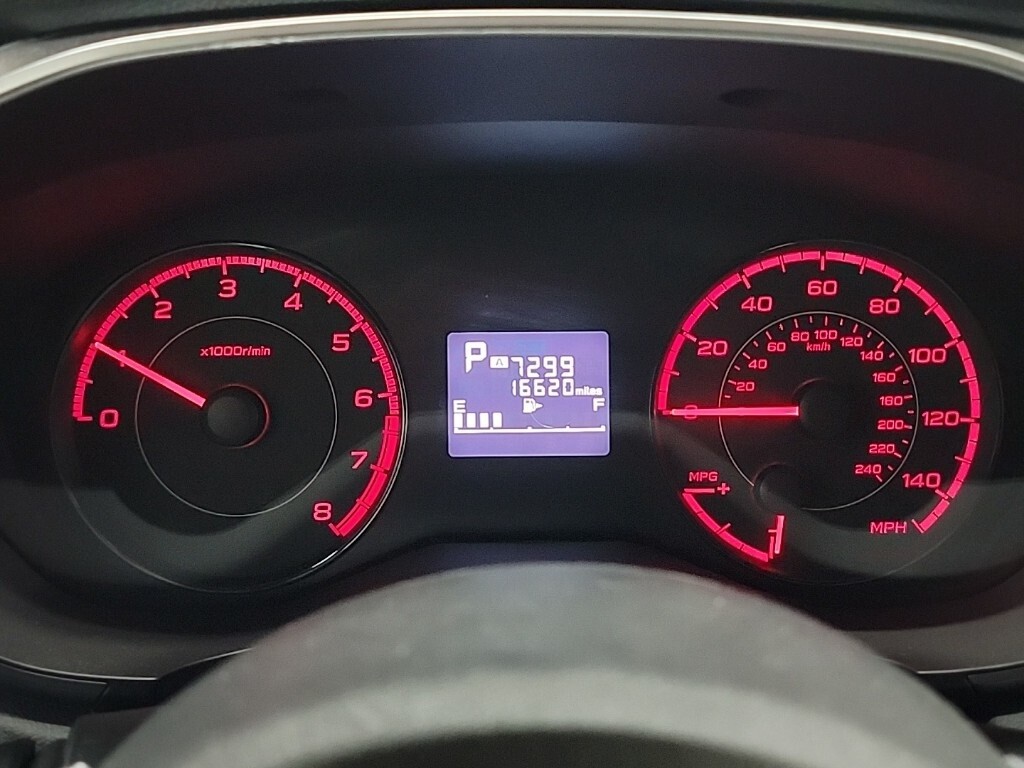 0 1 2 3 4 5 6 7 8
x1000r/min
P A 7299
16620 miles
E F
0 20 40 60 80 100 120 140
MPH
20 40 60 80 100 120 140 160 180 200 220 240
km/h
MPG + -